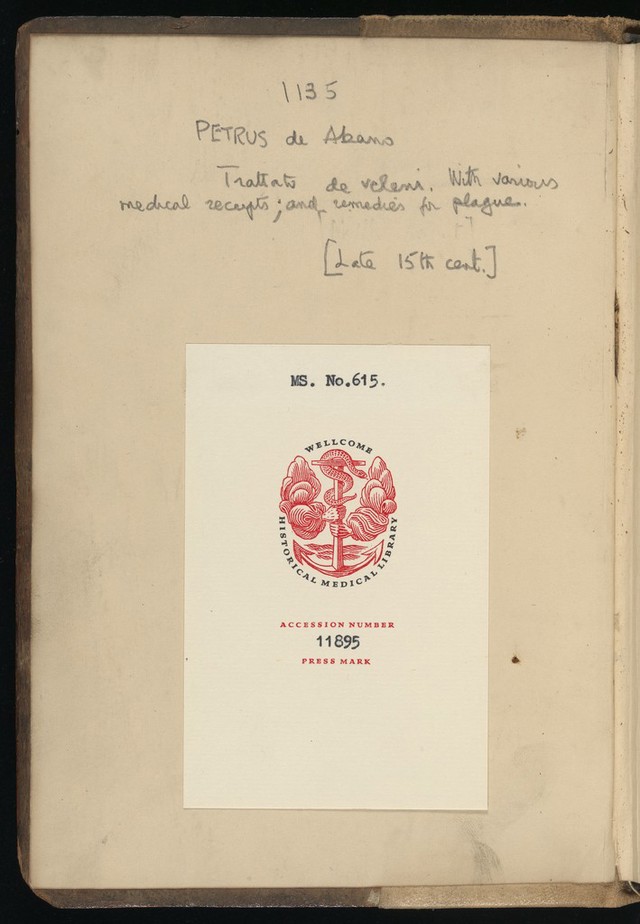 1135
PETRUS de Abano
Trattato de veleni. With various
medical receipts; and remedies for plague.
[Late 15th cent.]
MS. No.615.
WELLCOME
HISTORICAL MEDICAL LIBRARY
ACCESSION NUMBER
11895
PRESS MARK